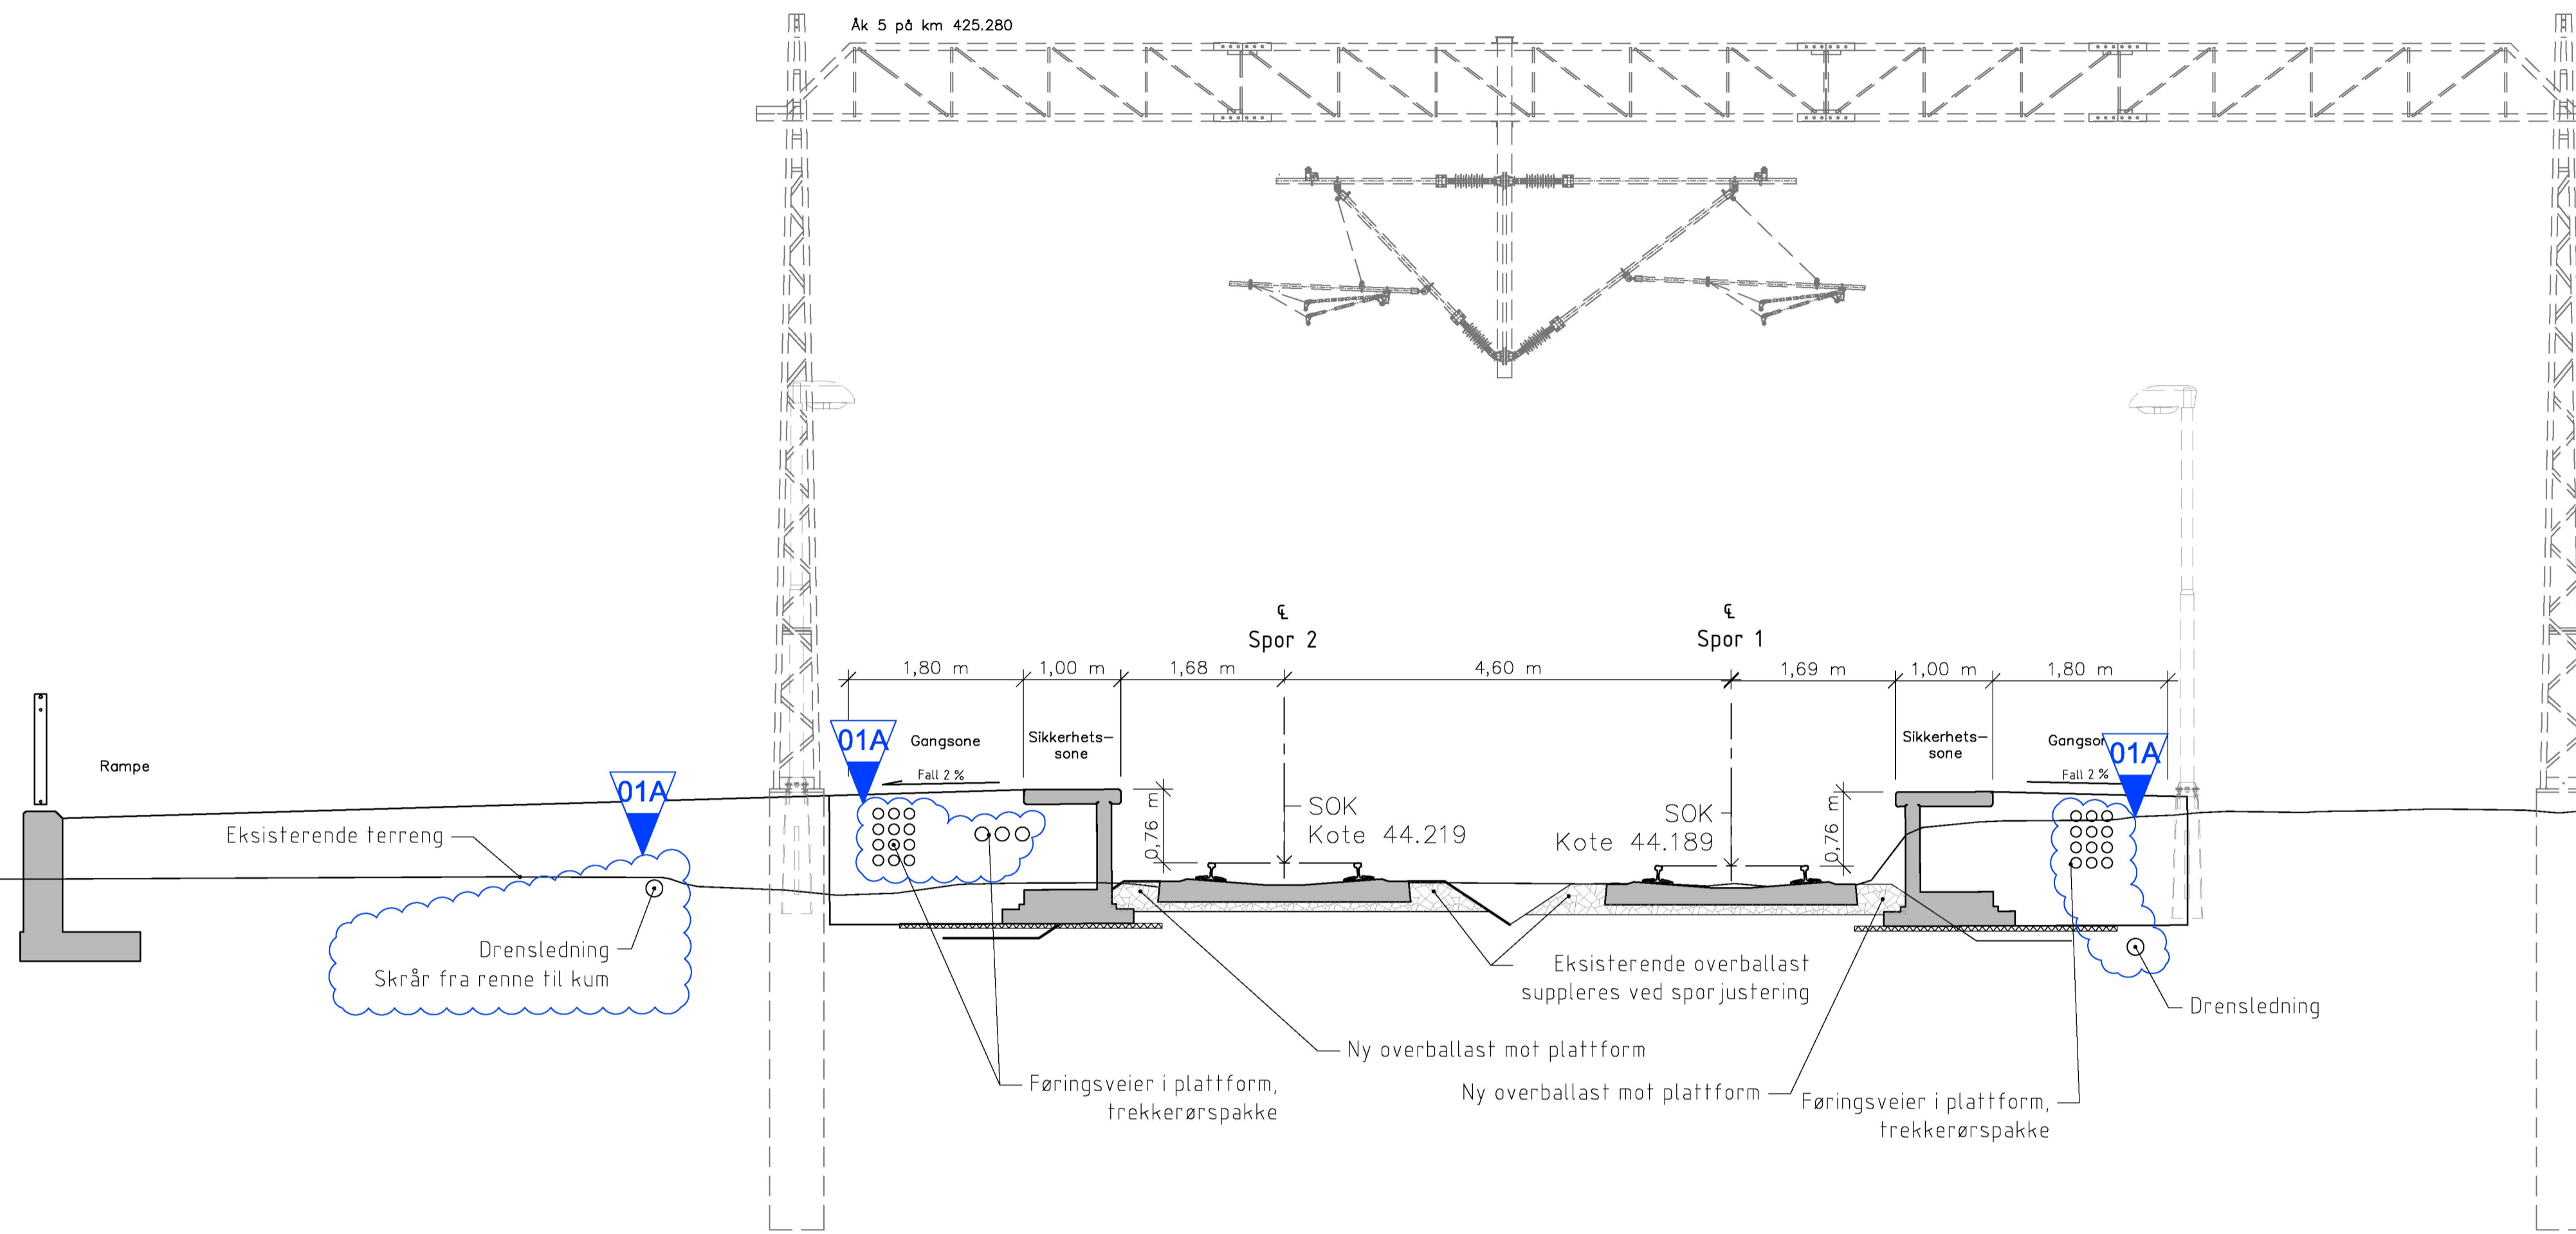 Åk 5 på km 425.280
℄
Spor 2
℄
Spor 1
1,80 m
1,00 m
1,68 m
4,60 m
1,69 m
1,00 m
1,80 m
Rampe
01A
Gangsone
Fall 2 %
Sikkerhets–
sone
Sikkerhets–
sone
Gangson
Fall 2 %
01A
01A
Eksisterende terreng
0,76 m
SOK
Kote 44.219
SOK
Kote 44.189
0,76 m
Drensledning
Skrår fra renne til kum
Eksisterende overballast
suppleres ved sporjustering
Drensledning
Ny overballast mot plattform
Føringsveier i plattform,
trekkerørspakke
Ny overballast mot plattform
Føringsveier i plattform,
trekkerørspakke